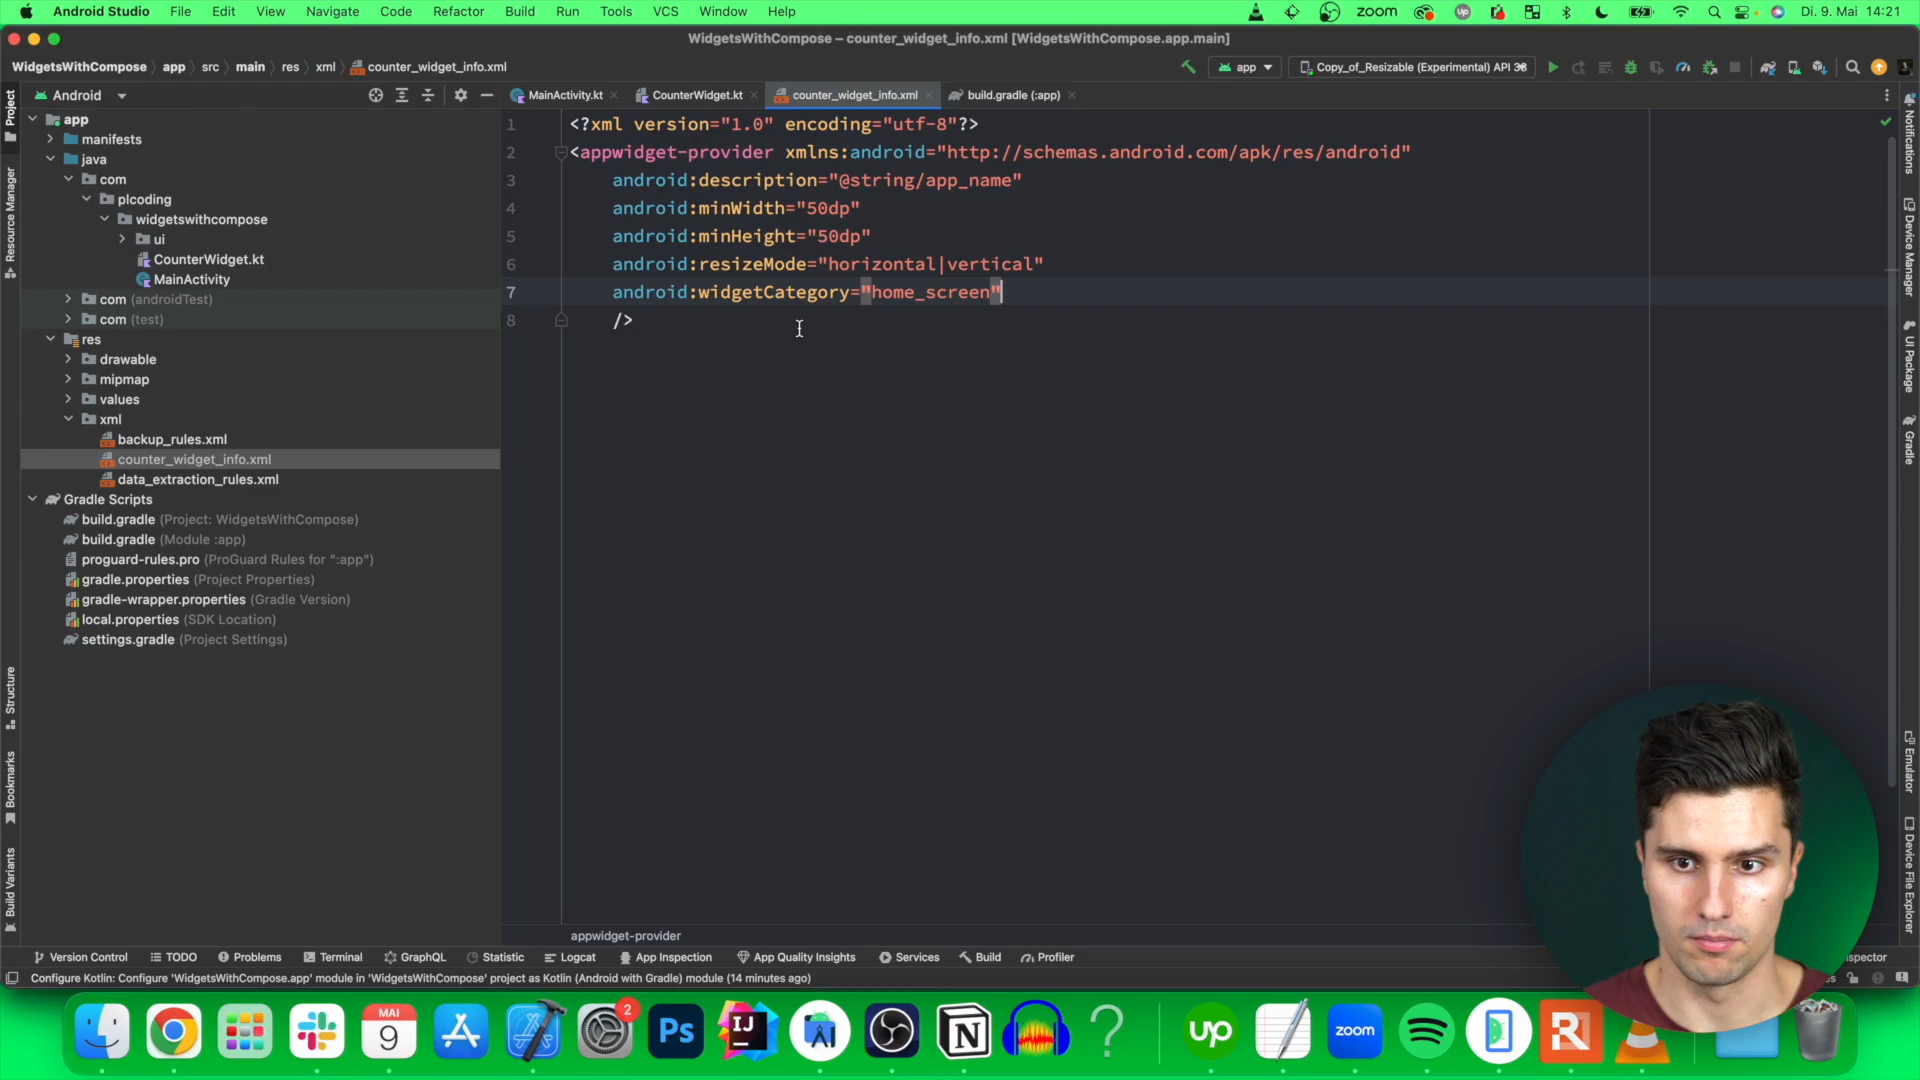 Android Studio File Edit View Navigate Code Refactor Build Run Tools VCS Window Help zoom Di. 9. Mai 14:21
WidgetsWithCompose – counter_widget_info.xml [WidgetsWithCompose.app.main]
WidgetsWithCompose app src main res xml counter_widget_info.xml app Copy_of_Resizable (Experimental) API 33
Android MainActivity.kt CounterWidget.kt counter_widget_info.xml build.gradle (:app)
Project
Resource Manager
Structure
Bookmarks
Build Variants
app
manifests
java
com
plcoding
widgetswithcompose
ui
CounterWidget.kt
MainActivity
com (androidTest)
com (test)
res
drawable
mipmap
values
xml
backup_rules.xml
counter_widget_info.xml
data_extraction_rules.xml
Gradle Scripts
build.gradle (Project: WidgetsWithCompose)
build.gradle (Module :app)
proguard-rules.pro (ProGuard Rules for ":app")
gradle.properties (Project Properties)
gradle-wrapper.properties (Gradle Version)
local.properties (SDK Location)
settings.gradle (Project Settings)
1 <?xml version="1.0" encoding="utf-8"?>
2 <appwidget-provider xmlns:android="http://schemas.android.com/apk/res/android"
3 android:description="@string/app_name"
4 android:minWidth="50dp"
5 android:minHeight="50dp"
6 android:resizeMode="horizontal|vertical"
7 android:widgetCategory="home_screen"
8 />
Notifications
Device Manager
UI Package
Gradle
Emulator
Device File Explorer
appwidget-provider
Version Control TODO Problems Terminal GraphQL Statistic Logcat App Inspection App Quality Insights Services Build Profiler
Configure Kotlin: Configure 'WidgetsWithCompose.app' module in 'WidgetsWithCompose' project as Kotlin (Android with Gradle) module (14 minutes ago)
MAI
9
2
Ps
IJ
N
?
up
zoom
R